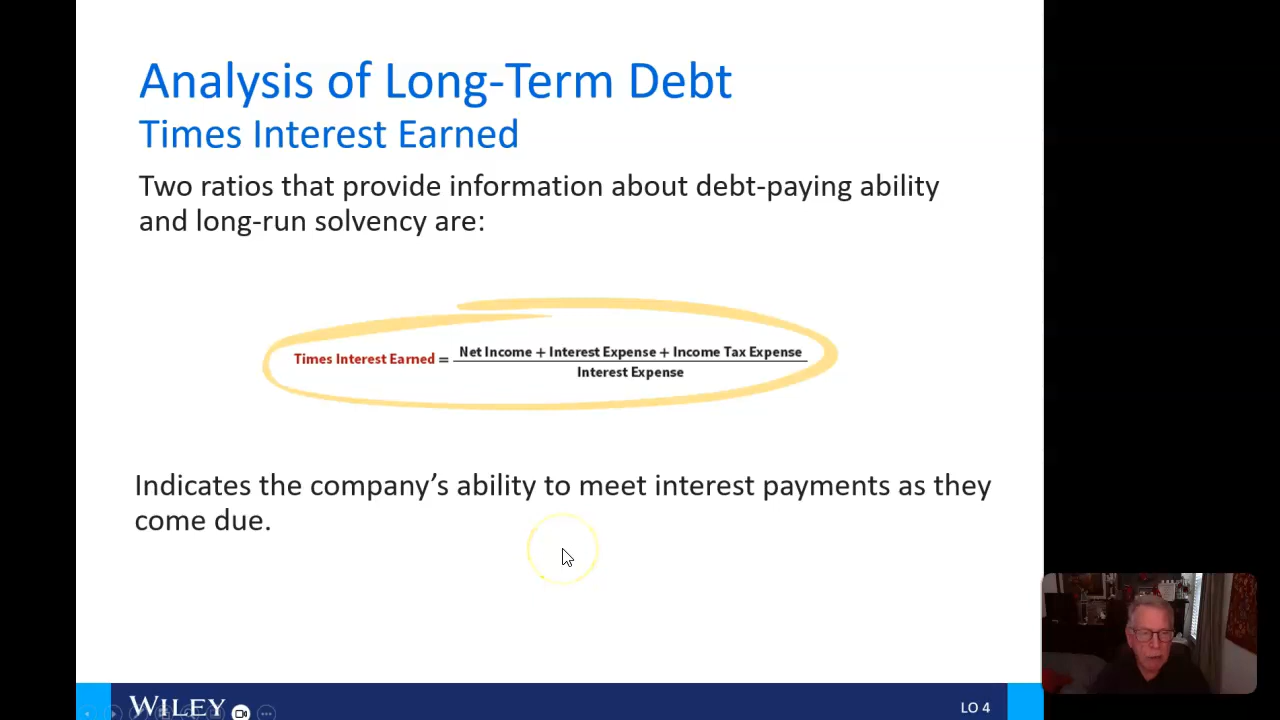 Analysis of Long-Term Debt
Times Interest Earned
Two ratios that provide information about debt-paying ability
and long-run solvency are:
Times Interest Earned = Net Income + Interest Expense + Income Tax Expense
Interest Expense
Indicates the company’s ability to meet interest payments as they
come due.
WILEY
LO 4